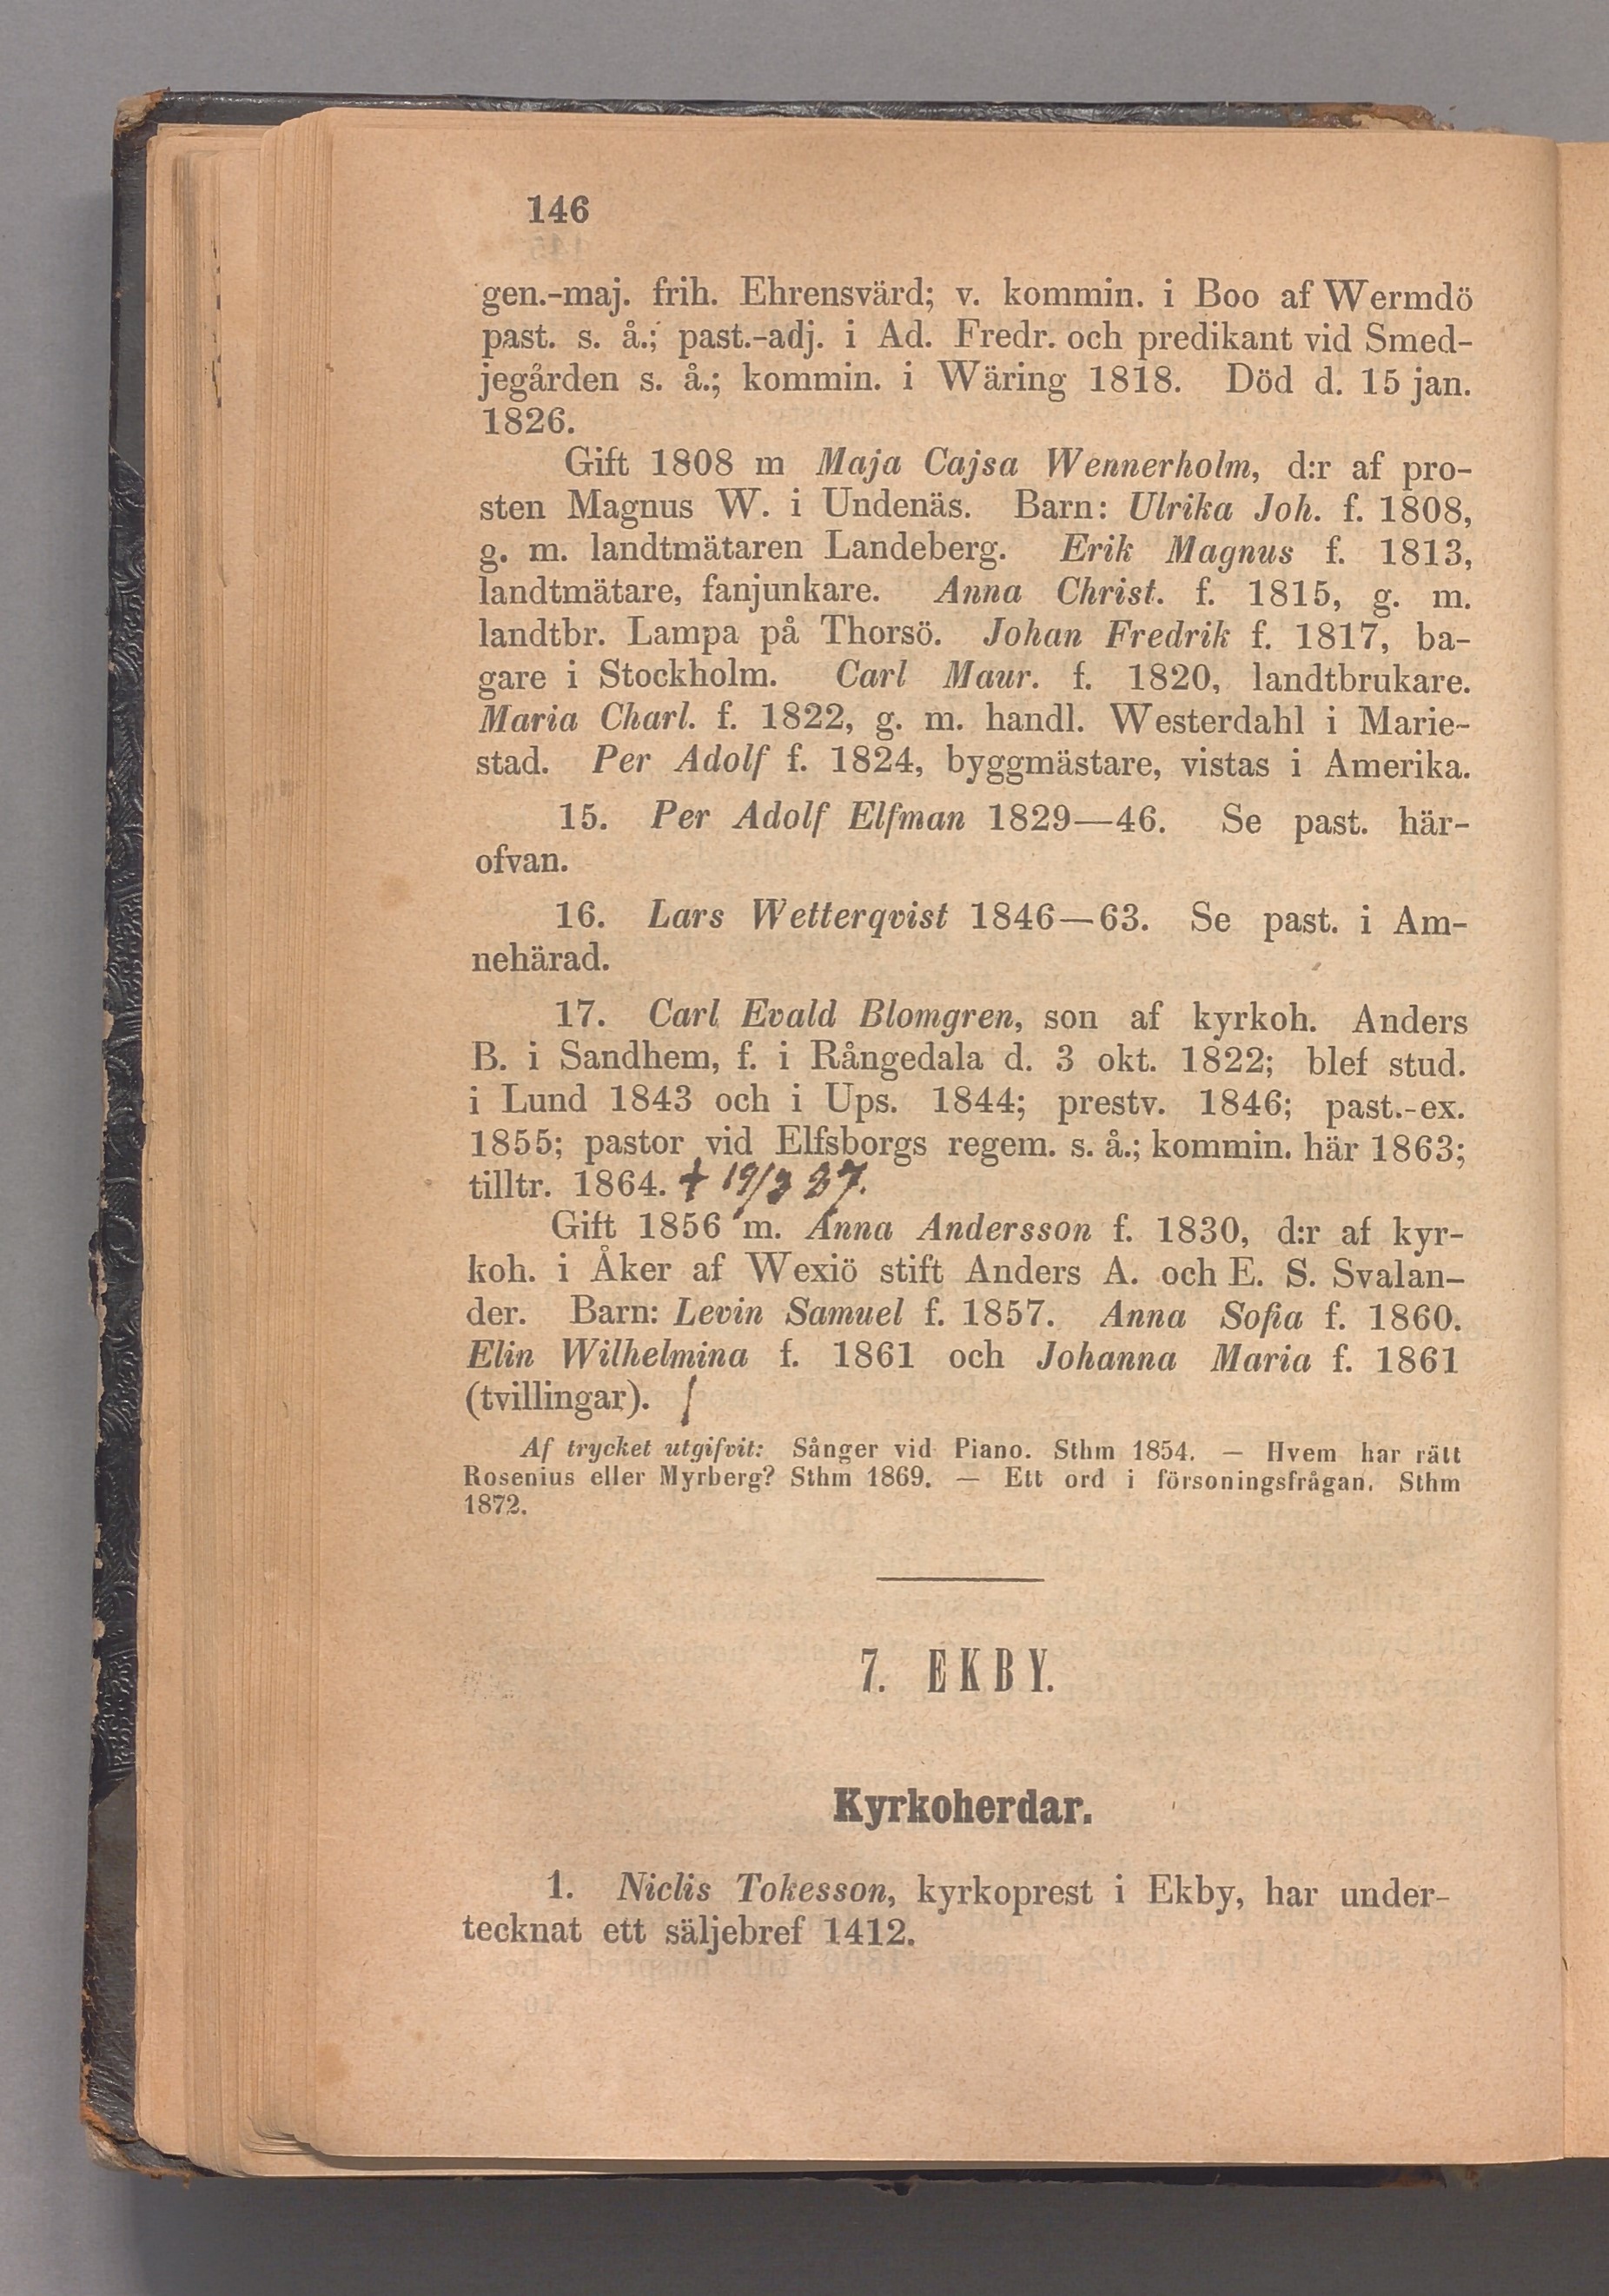 146
gen.-maj. frih. Ehrensvärd; v. kommin. i Boo af Wermdö
past. s. å.; past.-adj. i Ad. Fredr. och predikant vid Smed-
jegården s. å.; kommin. i Wäring 1818. Död d. 15 jan.
1826.
Gift 1808 m Maja Cajsa Wennerholm, d:r af pro-
sten Magnus W. i Undenäs. Barn: Ulrika Joh. f. 1808,
g. m. landtmätaren Landeberg. Erik Magnus f. 1813,
landtmätare, fanjunkare. Anna Christ. f. 1815, g. m.
landtbr. Lampa på Thorsö. Johan Fredrik f. 1817, ba-
gare i Stockholm. Carl Maur. f. 1820, landtbrukare.
Maria Charl. f. 1822, g. m. handl. Westerdahl i Marie-
stad. Per Adolf f. 1824, byggmästare, vistas i Amerika.
15. Per Adolf Elfman 1829—46. Se past. här-
ofvan.
16. Lars Wetterqvist 1846—63. Se past. i Am-
nehärad.
17. Carl Evald Blomgren, son af kyrkoh. Anders
B. i Sandhem, f. i Rångedala d. 3 okt. 1822; blef stud.
i Lund 1843 och i Ups. 1844; prestv. 1846; past.-ex.
1855; pastor vid Elfsborgs regem. s. å.; kommin. här 1863;
tilltr. 1864. †
Gift 1856 m. Anna Andersson f. 1830, d:r af kyr-
koh. i Åker af Wexiö stift Anders A. och E. S. Svalan-
der. Barn: Levin Samuel f. 1857. Anna Sofia f. 1860.
Elin Wilhelmina f. 1861 och Johanna Maria f. 1861
(tvillingar).
Af trycket utgifvit: Sånger vid Piano. Sthm 1854. — Hvem har rätt
Rosenius eller Myrberg? Sthm 1869. — Ett ord i försoningsfrågan. Sthm
1872.
7. EKBY.
Kyrkoherdar.
1. Niclis Tokesson, kyrkoprest i Ekby, har under-
tecknat ett säljebref 1412.